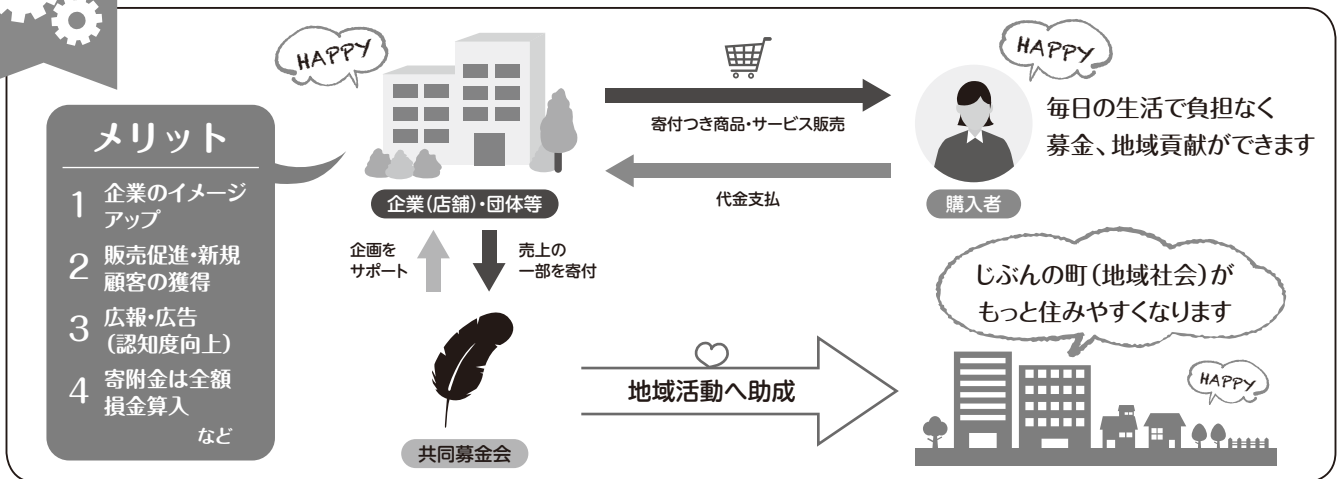 HAPPY
メリット
1 企業のイメージ
アップ
2 販売促進・新規
顧客の獲得
3 広報・広告
（認知度向上）
4 寄附金は全額
損金算入
など
企業（店舗）・団体等
寄付つき商品・サービス販売
代金支払
HAPPY
毎日の生活で負担なく
募金、地域貢献ができます
購入者
企画を
サポート
売上の
一部を寄付
共同募金会
地域活動へ助成
じぶんの町（地域社会）が
もっと住みやすくなります
HAPPY